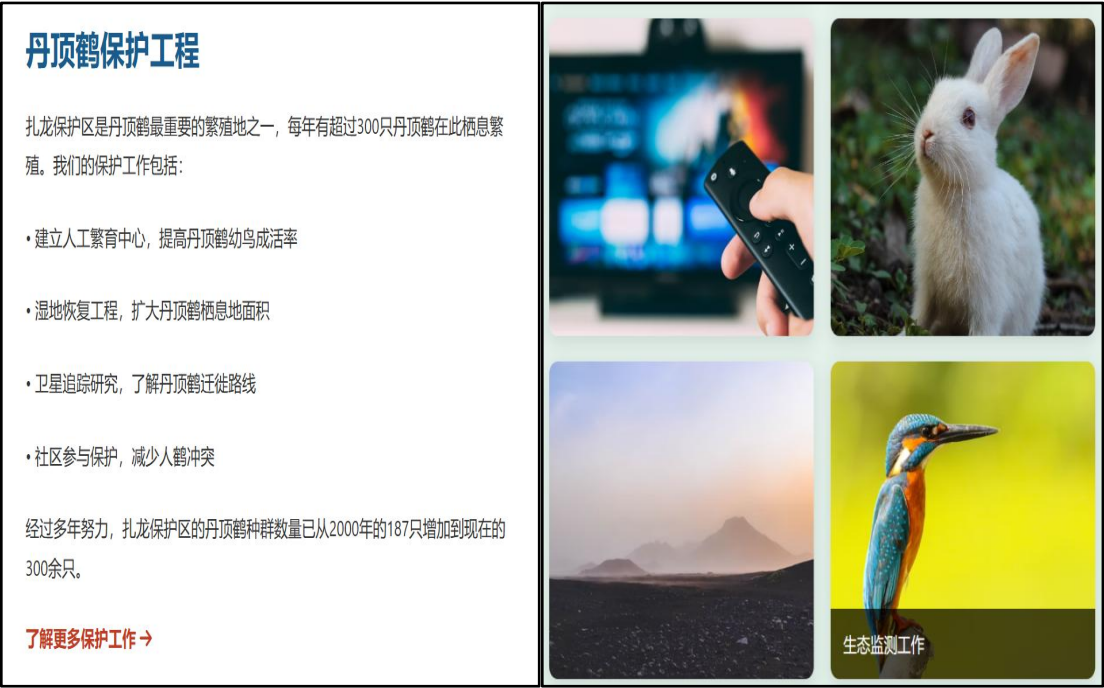 丹顶鹤保护工程
扎龙保护区是丹顶鹤最重要的繁殖地之一，每年有超过300只丹顶鹤在此栖息繁
殖。我们的保护工作包括：
• 建立人工繁育中心，提高丹顶鹤幼鸟成活率
• 湿地恢复工程，扩大丹顶鹤栖息地面积
• 卫星追踪研究，了解丹顶鹤迁徙路线
• 社区参与保护，减少人鹤冲突
经过多年努力，扎龙保护区的丹顶鹤种群数量已从2000年的187只增加到现在的
300余只。
了解更多保护工作 →
生态监测工作